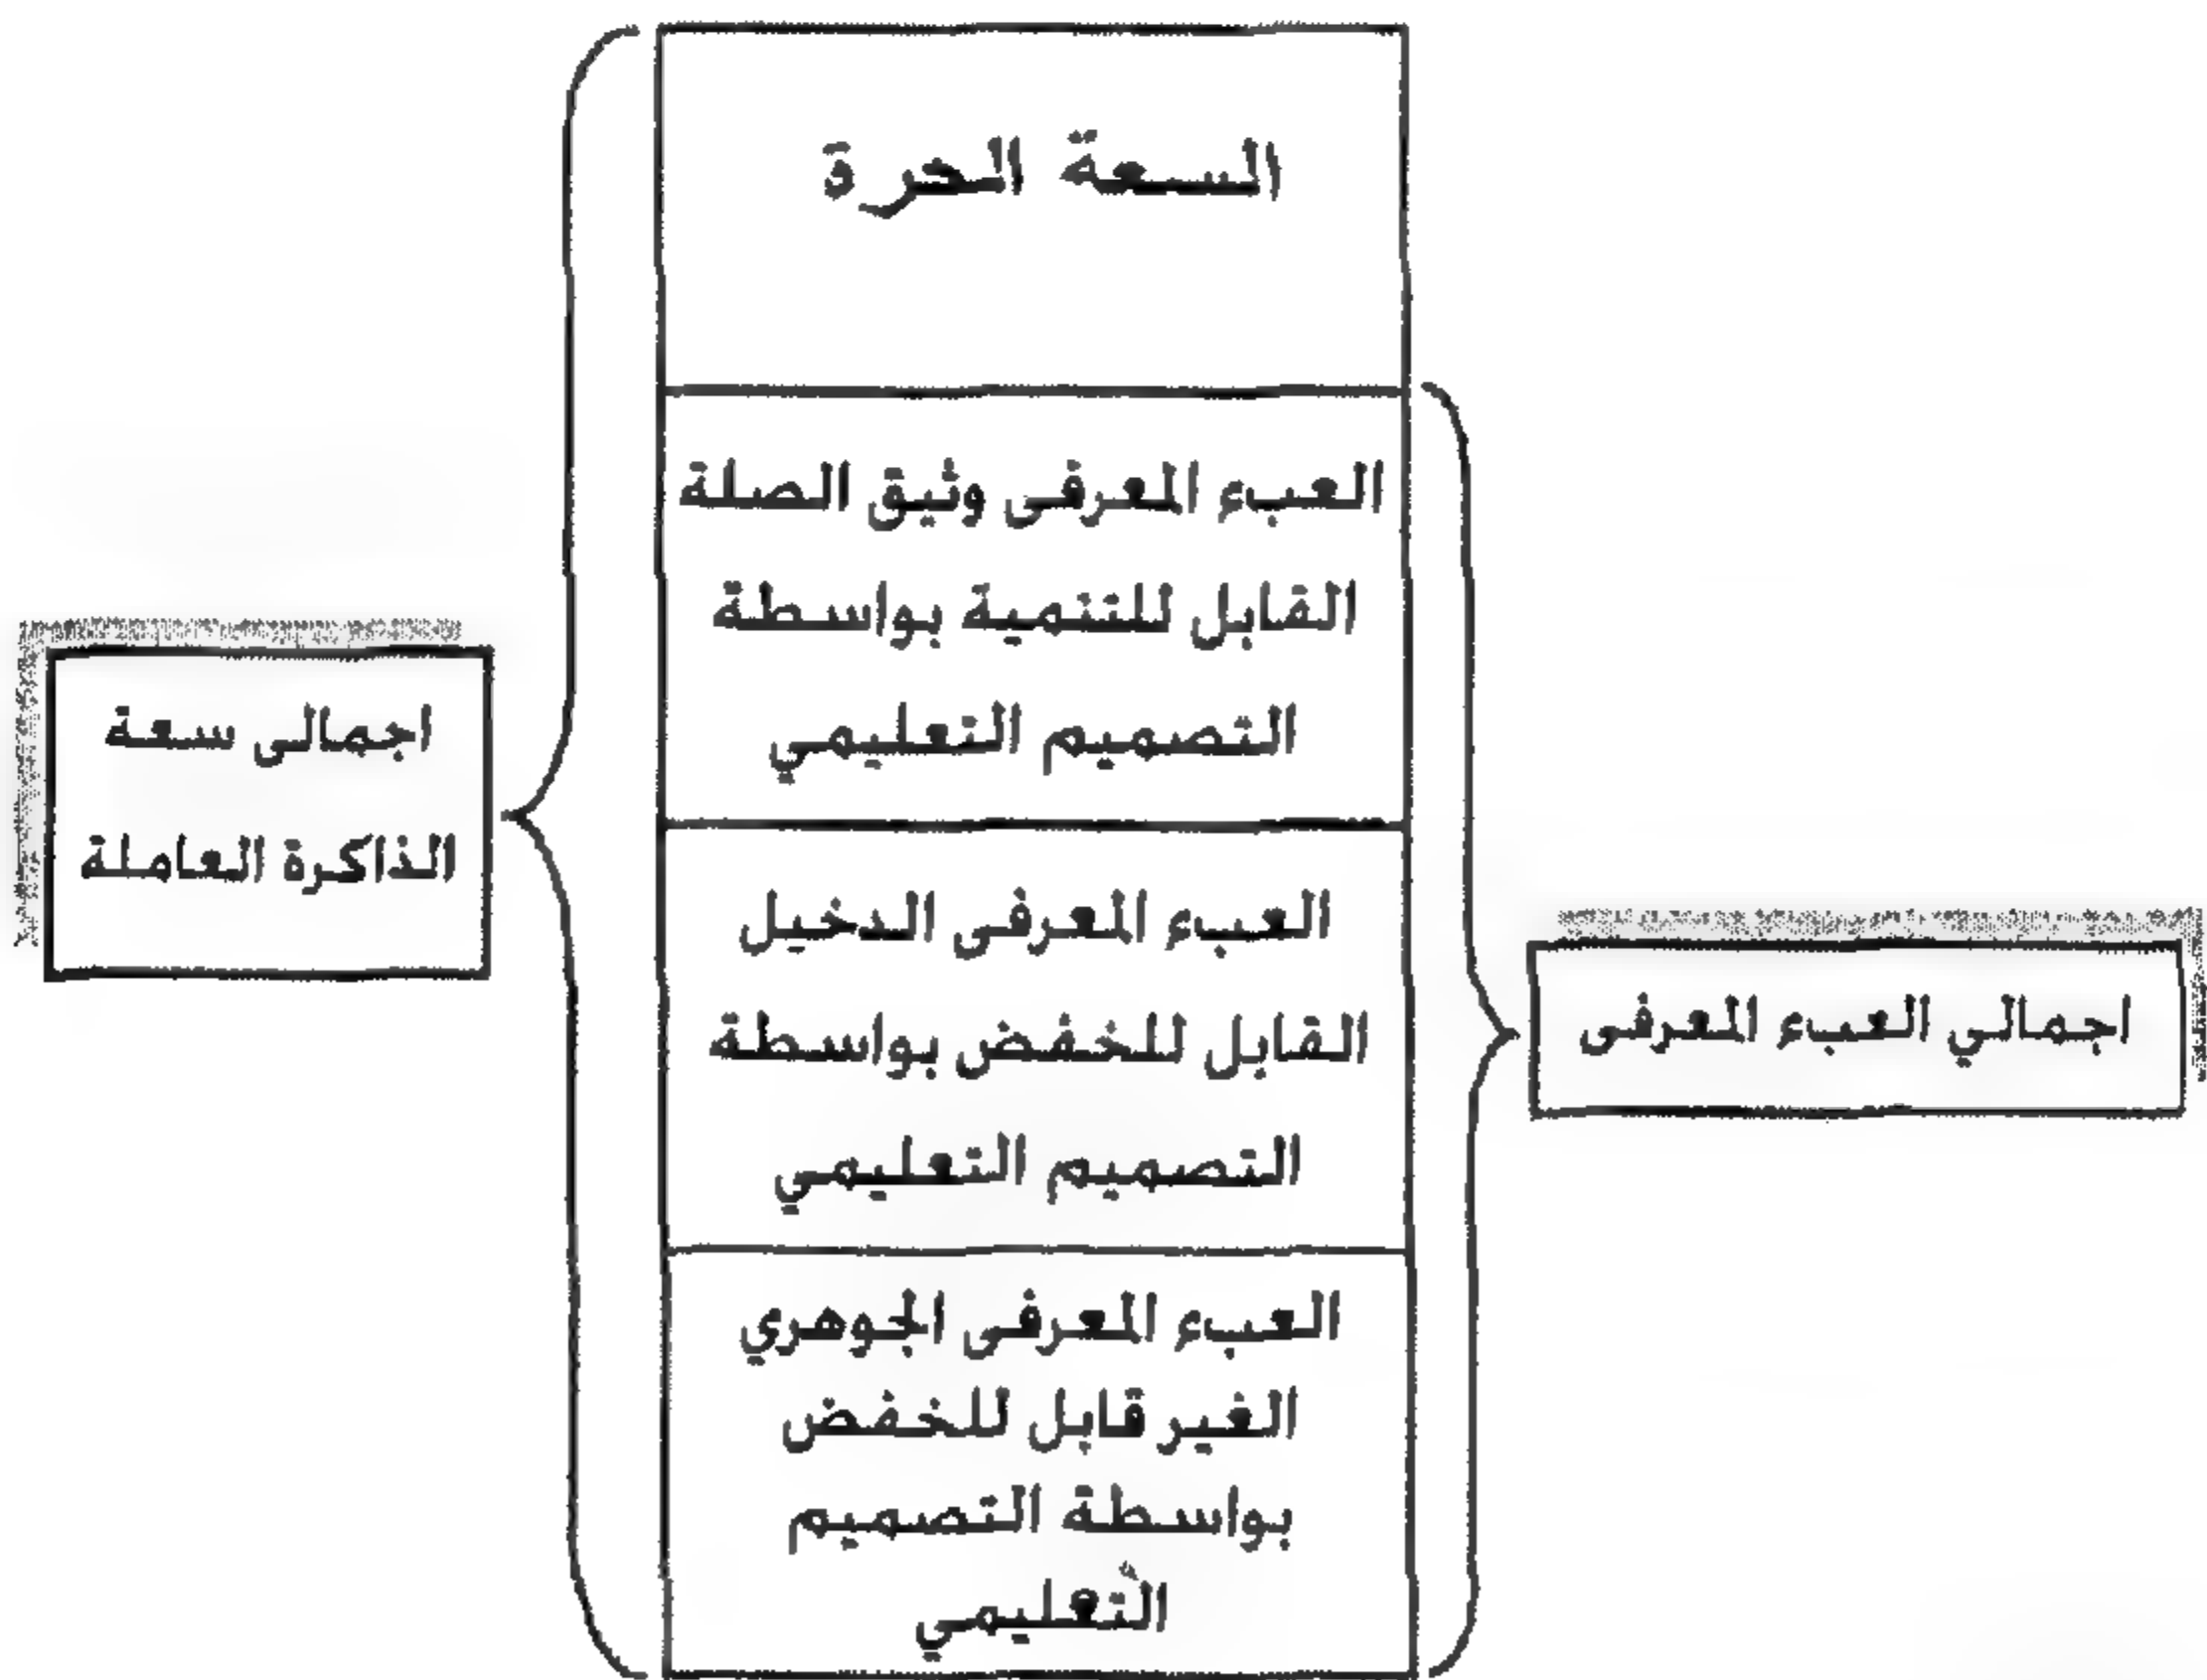 السعة الحرة
العبء المعرفى وثيق الصلة
القابل للتنمية بواسطة
التصميم التعليمي
العبء المعرفى الدخيل
القابل للخفض بواسطة
التصميم التعليمي
العبء المعرفى الجوهري
الغير قابل للخفض
بواسطة التصميم
التعليمي
اجمالي العبء المعرفى
اجمالى سعة
الذاكرة العاملة